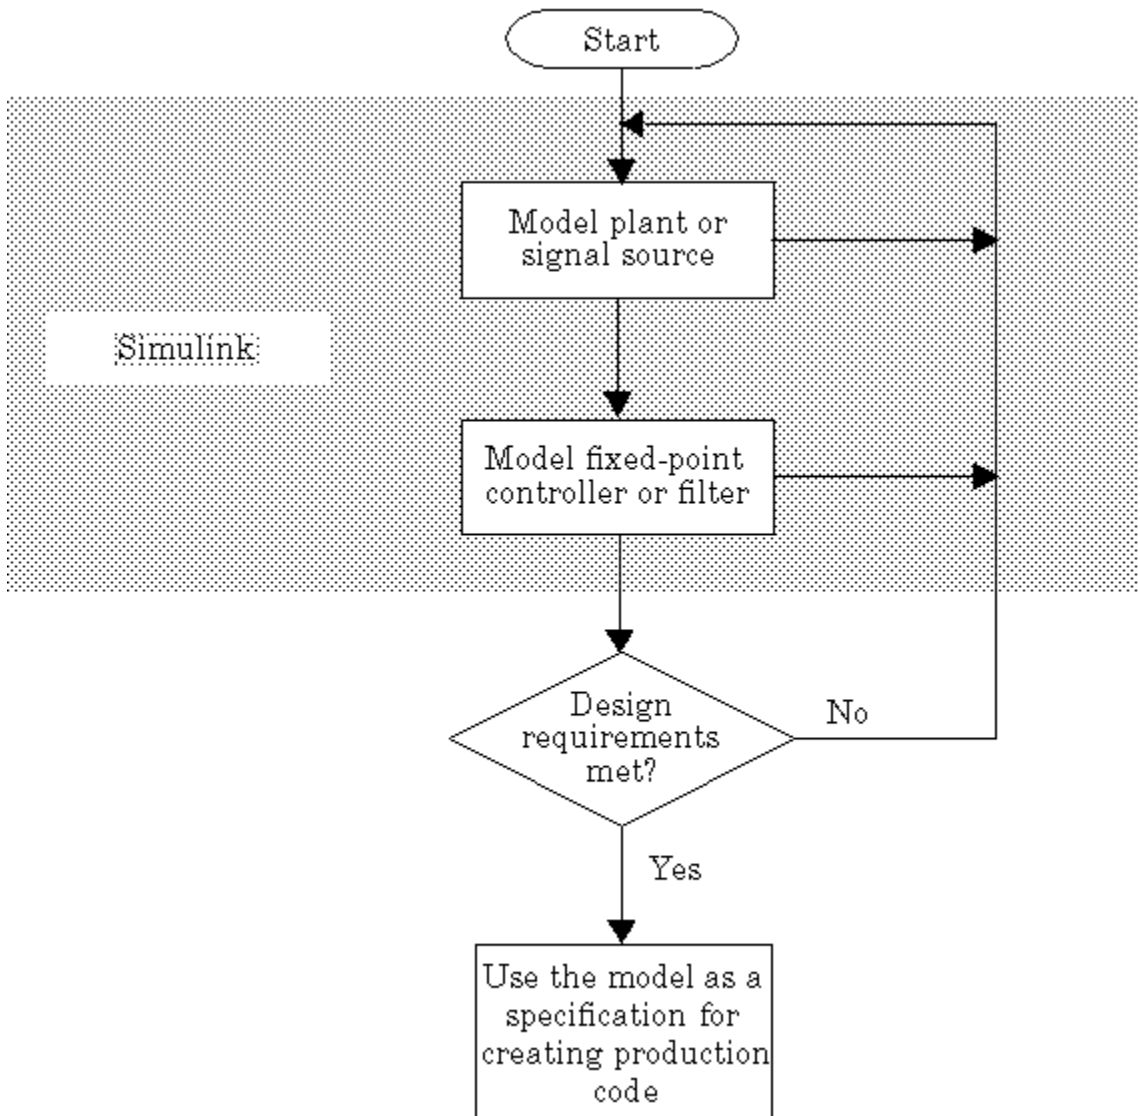 Start
Model plant or
signal source
Simulink
Model fixed-point
controller or filter
Design
requirements
met?
No
Yes
Use the model as a
specification for
creating production
code